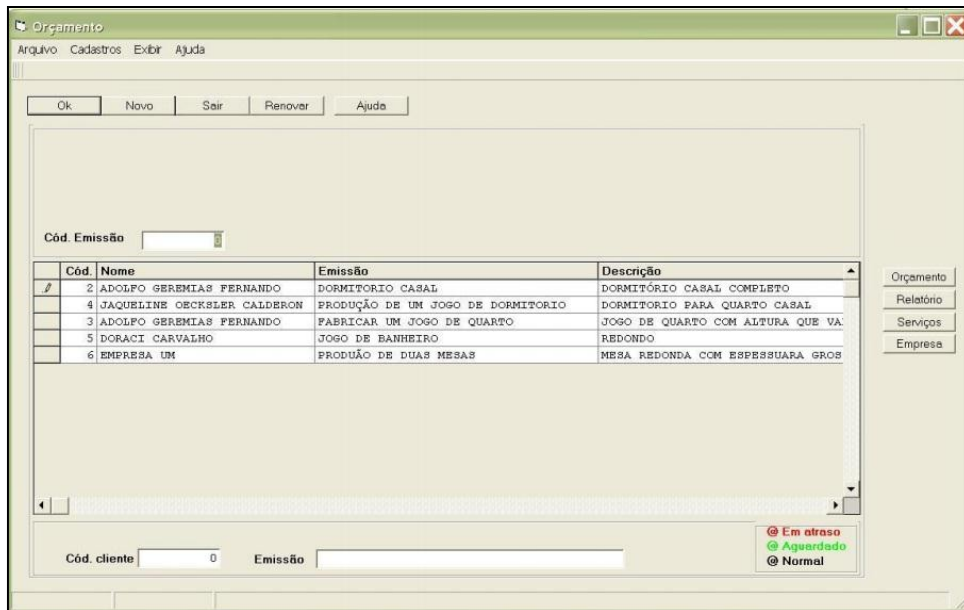 Orçamento
Arquivo Cadastros Exibir Ajuda
Ok Novo Sair Renovar Ajuda
Cód. Emissão 0
Cód. Nome Emissão Descrição
2 ADOLFO GEREMIAS FERNANDO DORMITORIO CASAL DORMITÓRIO CASAL COMPLETO
4 JAQUELINE OECKSLER CALDERON PRODUÇÃO DE UM JOGO DE DORMITORIO DORMITORIO PARA QUARTO CASAL
3 ADOLFO GEREMIAS FERNANDO FABRICAR UM JOGO DE QUARTO JOGO DE QUARTO COM ALTURA QUE VA
5 DORACI CARVALHO JOGO DE BANHEIRO REDONDO
6 EMPRESA UM PRODUÃO DE DUAS MESAS MESA REDONDA COM ESPESSUARA GROS
Orçamento
Relatório
Serviços
Empresa
Cód. cliente 0 Emissão
@ Em atraso
@ Aguardado
@ Normal